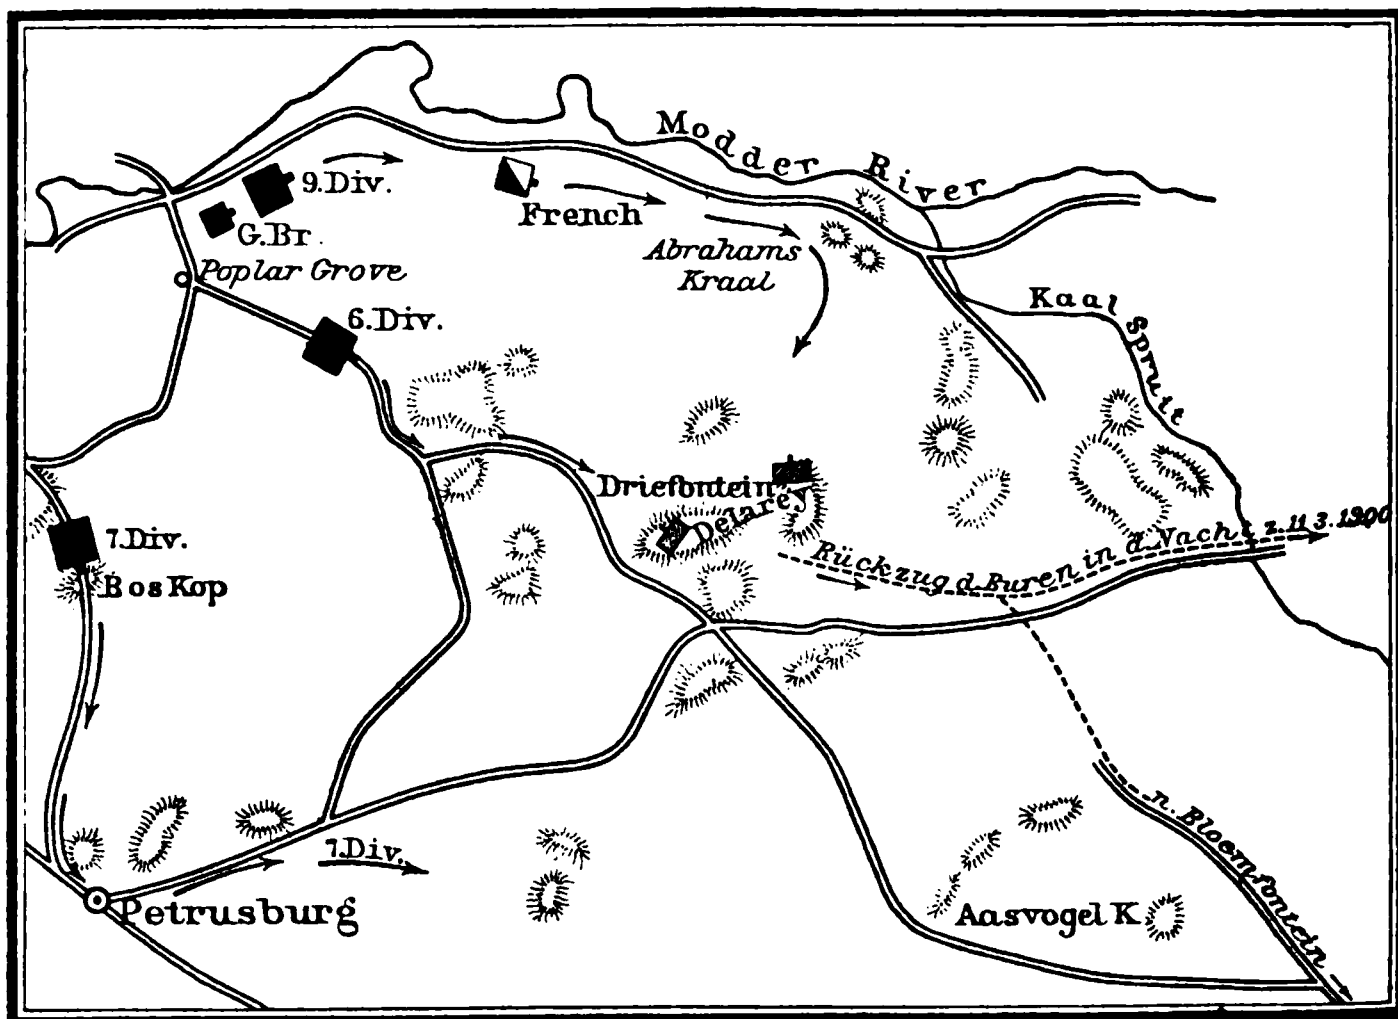 Modder River
9.Div.
French
G.Br.
Abrahams
Kraal
Poplar Grove
Kaal Spruit
6.Div.
Driefontein
Delarey
7.Div.
Bos Kop
Rückzug d. Buren in d. Nacht z. 11 3. 1900
n. Bloemfontein
7.Div.
Petrusburg
Aasvogel K.